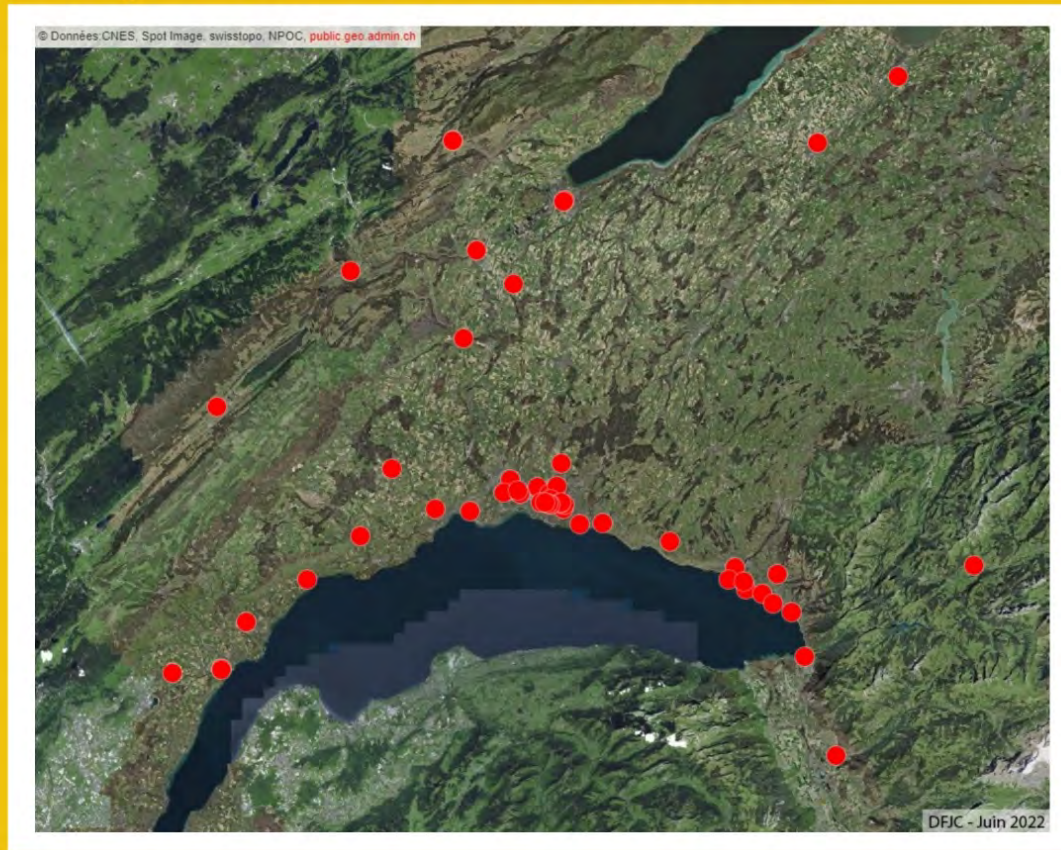 © Données:CNES, Spot Image, swisstopo, NPOC, public.geo.admin.ch
DFJC - Juin 2022